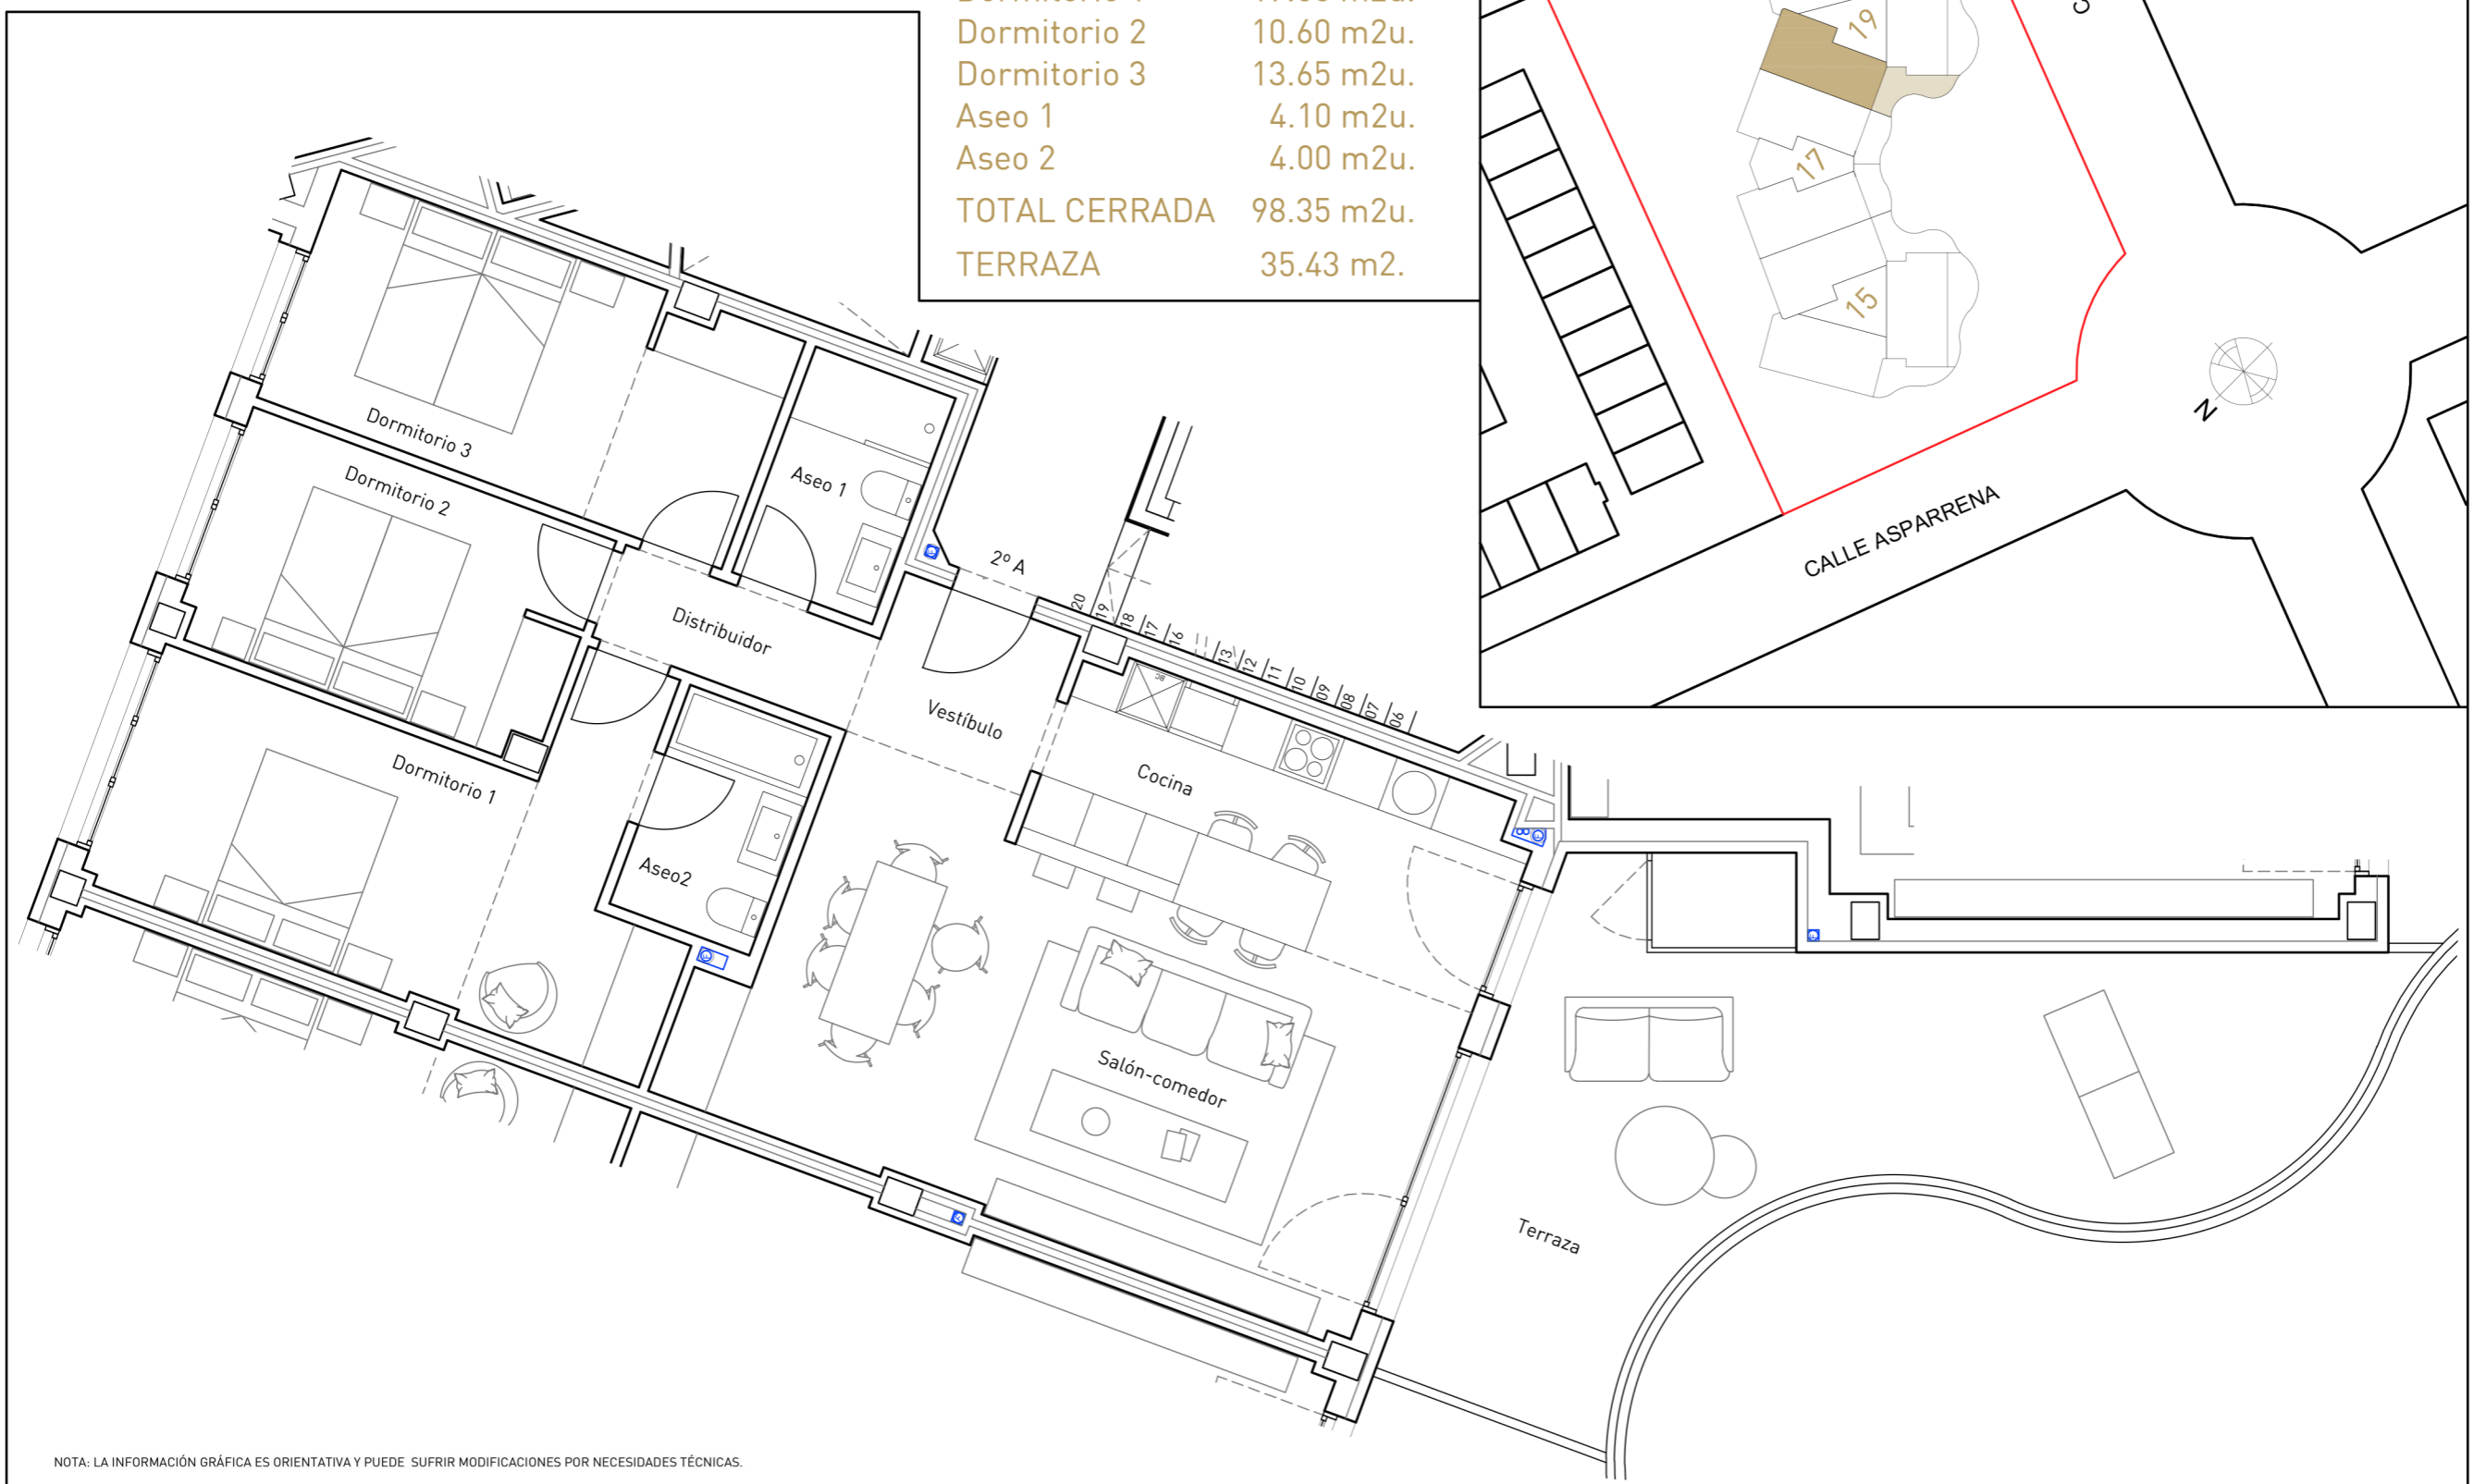 Dormitorio 2 10.60 m2u.
Dormitorio 3 13.65 m2u.
Aseo 1 4.10 m2u.
Aseo 2 4.00 m2u.
TOTAL CERRADA 98.35 m2u.
TERRAZA 35.43 m2.
19
17
15
N
CALLE ASPARRENA
Dormitorio 3
Dormitorio 2
Aseo 1
2º A
Distribuidor
20
19
18
17
16
13
12
11
10
09
08
07
06
Vestíbulo
Dormitorio 1
Cocina
BC
Aseo2
Salón-comedor
Terraza
NOTA: LA INFORMACIÓN GRÁFICA ES ORIENTATIVA Y PUEDE SUFRIR MODIFICACIONES POR NECESIDADES TÉCNICAS.